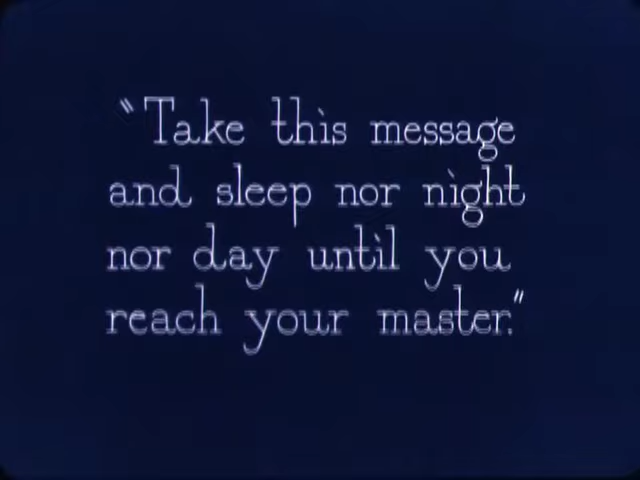 “Take this message
and sleep nor night
nor day until you
reach your master.”